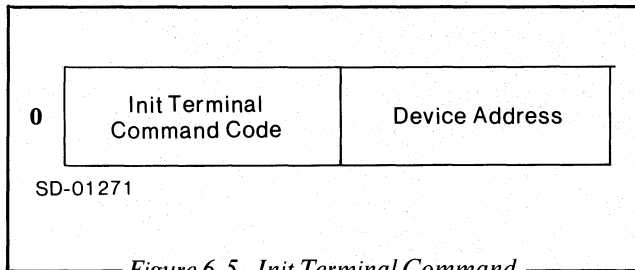 0
Init Terminal
Command Code
Device Address
SD-01271
Figure 6-5. Init Terminal Command